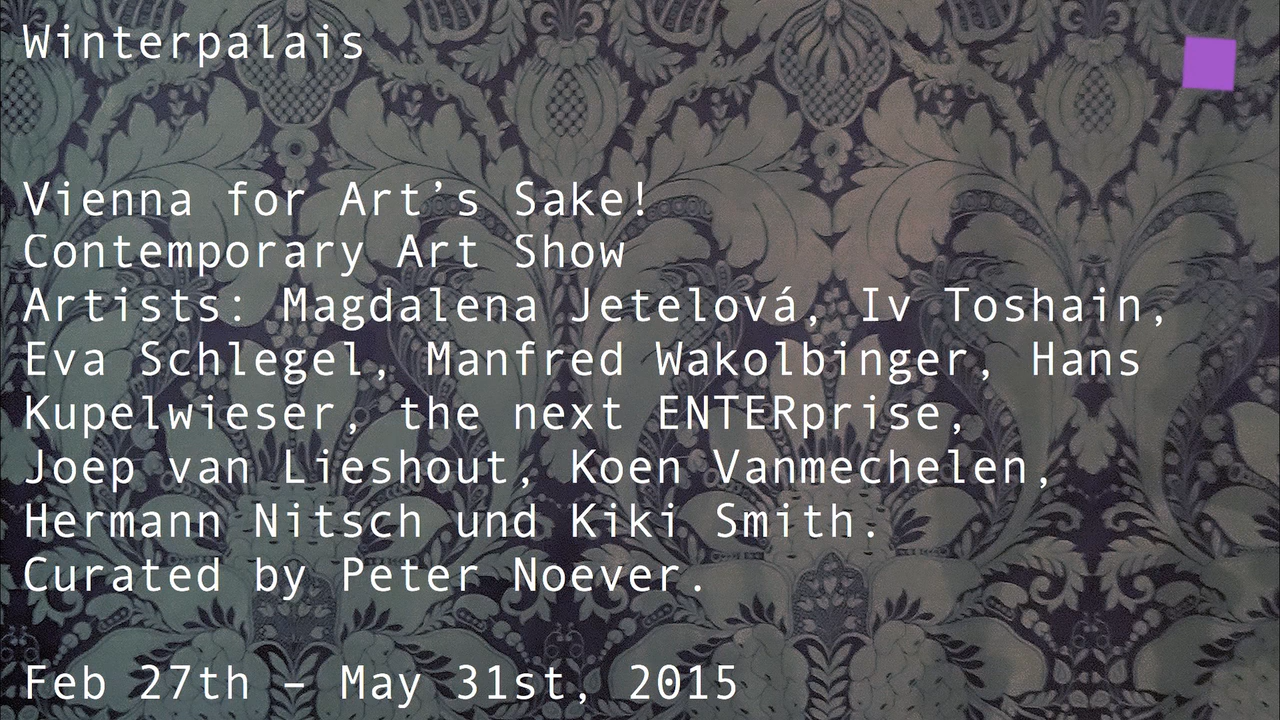 Winterpalais
Vienna for Art’s Sake!
Contemporary Art Show
Artists: Magdalena Jetelová, Iv Toshain,
Eva Schlegel, Manfred Wakolbinger, Hans
Kupelwieser, the next ENTERprise,
Joep van Lieshout, Koen Vanmechelen,
Hermann Nitsch und Kiki Smith.
Curated by Peter Noever.
Feb 27th – May 31st, 2015